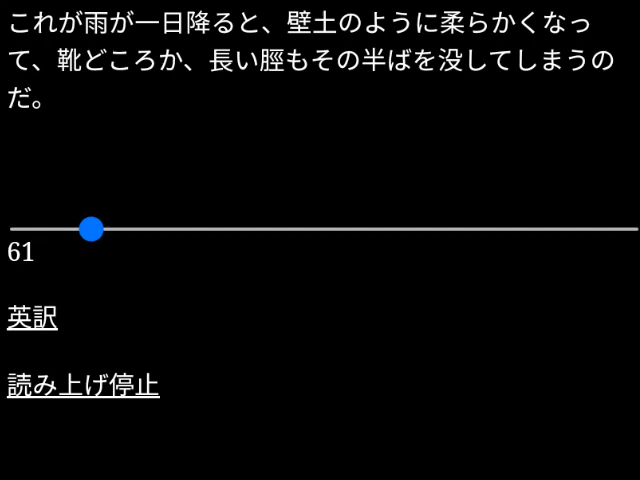 これが雨が一日降ると、壁土のように柔らかくなっ
て、靴どころか、長い脛もその半ばを没してしまうの
だ。
61
英訳
読み上げ停止